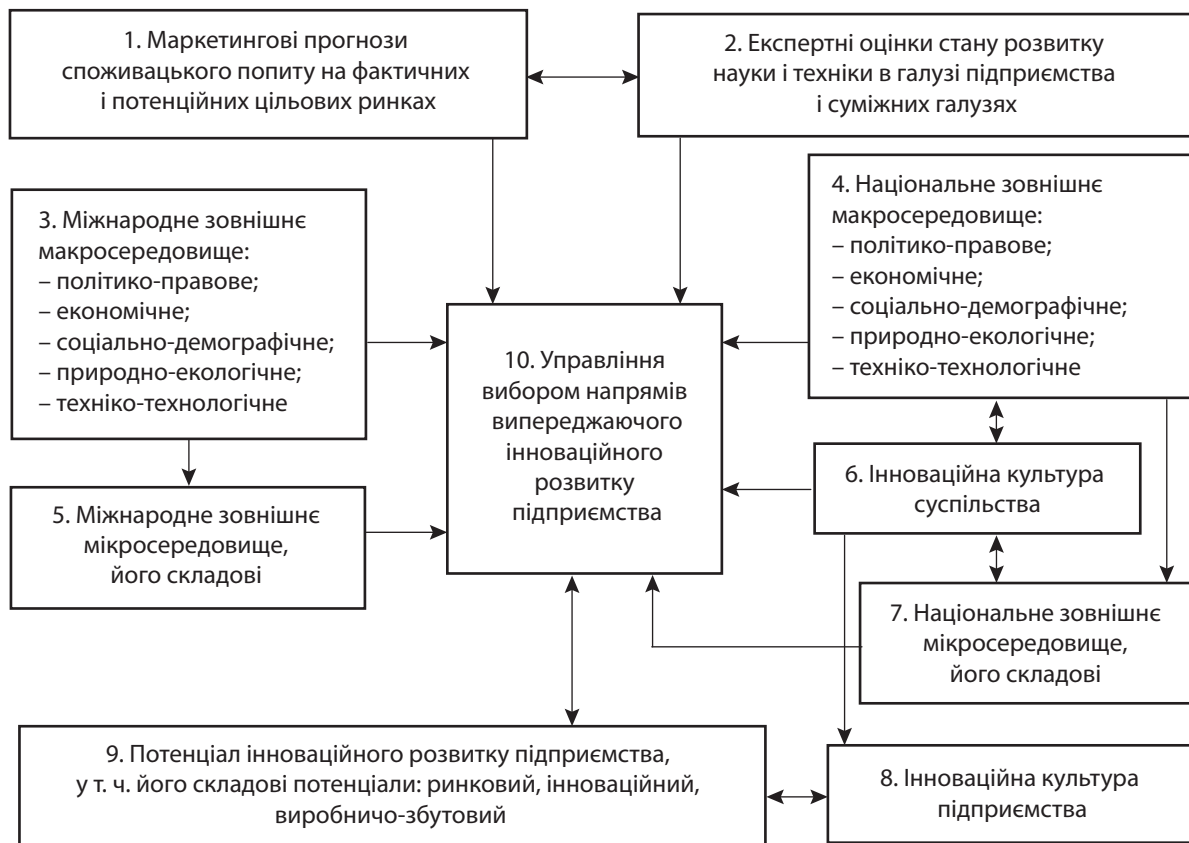 1. Маркетингові прогнози
споживацького попиту на фактичних
і потенційних цільових ринках
2. Експертні оцінки стану розвитку
науки і техніки в галузі підприємства
і суміжних галузях
3. Міжнародне зовнішнє
макросередовище:
– політико-правове;
– економічне;
– соціально-демографічне;
– природно-екологічне;
– техніко-технологічне
4. Національне зовнішнє
макросередовище:
– політико-правове;
– економічне;
– соціально-демографічне;
– природно-екологічне;
– техніко-технологічне
10. Управління
вибором напрямів
випереджаючого
інноваційного
розвитку
підприємства
5. Міжнародне зовнішнє
мікросередовище,
його складові
6. Інноваційна культура
суспільства
7. Національне зовнішнє
мікросередовище,
його складові
9. Потенціал інноваційного розвитку підприємства,
у т. ч. його складові потенціали: ринковий, інноваційний,
виробничо-збутовий
8. Інноваційна культура
підприємства